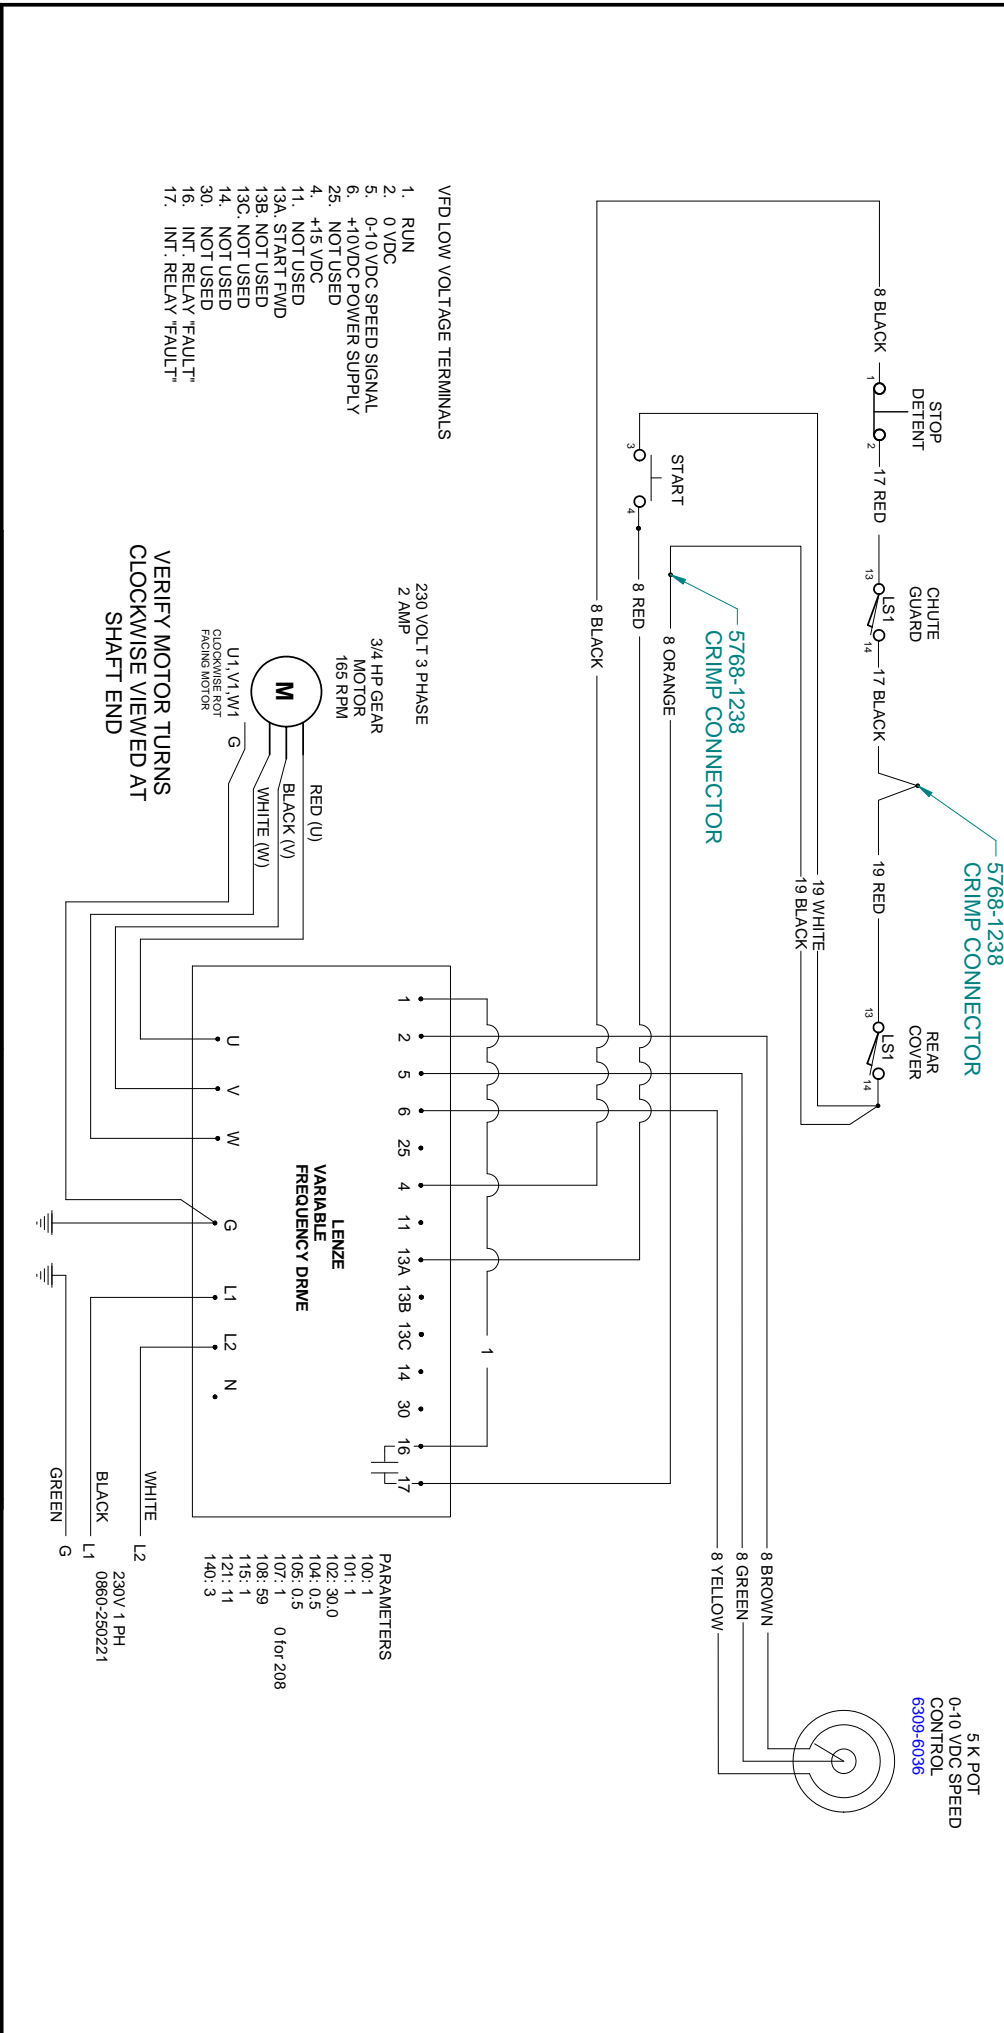 5768-1238
CRIMP CONNECTOR
STOP
DETENT
CHUTE
GUARD
REAR
COVER
8 BLACK
1
2
17 RED
13
LS1
14
17 BLACK
19 RED
13
LS1
14
5 K POT
0-10 VDC SPEED
CONTROL
6309-6036
19 WHITE
19 BLACK
5768-1238
CRIMP CONNECTOR
START
3
4
8 RED
8 ORANGE
8 BLACK
8 BROWN
8 GREEN
8 YELLOW
VFD LOW VOLTAGE TERMINALS
1. RUN
2. 0 VDC
5. 0-10 VDC SPEED SIGNAL
6. +10VDC POWER SUPPLY
25. NOT USED
4. +15 VDC
11. NOT USED
13A. START FWD
13B. NOT USED
13C. NOT USED
14. NOT USED
30. NOT USED
16. INT. RELAY "FAULT"
17. INT. RELAY "FAULT"
1
1 2 5 6 25 4 11 13A 13B 13C 14 30 16 17
LENZE
VARIABLE
FREQUENCY DRIVE
U V W G L1 L2 N
230 VOLT 3 PHASE
2 AMP
3/4 HP GEAR
MOTOR
165 RPM
M
RED (U)
BLACK (V)
WHITE (W)
G
U1,V1,W1
CLOCKWISE ROT
FACING MOTOR
VERIFY MOTOR TURNS
CLOCKWISE VIEWED AT
SHAFT END
PARAMETERS
100: 1
101: 1
102: 30.0
104: 0.5
105: 0.5
107: 1 0 for 208
108: 59
115: 1
121: 11
140: 3
WHITE L2
BLACK L1
GREEN G
230V 1 PH
0860-250221